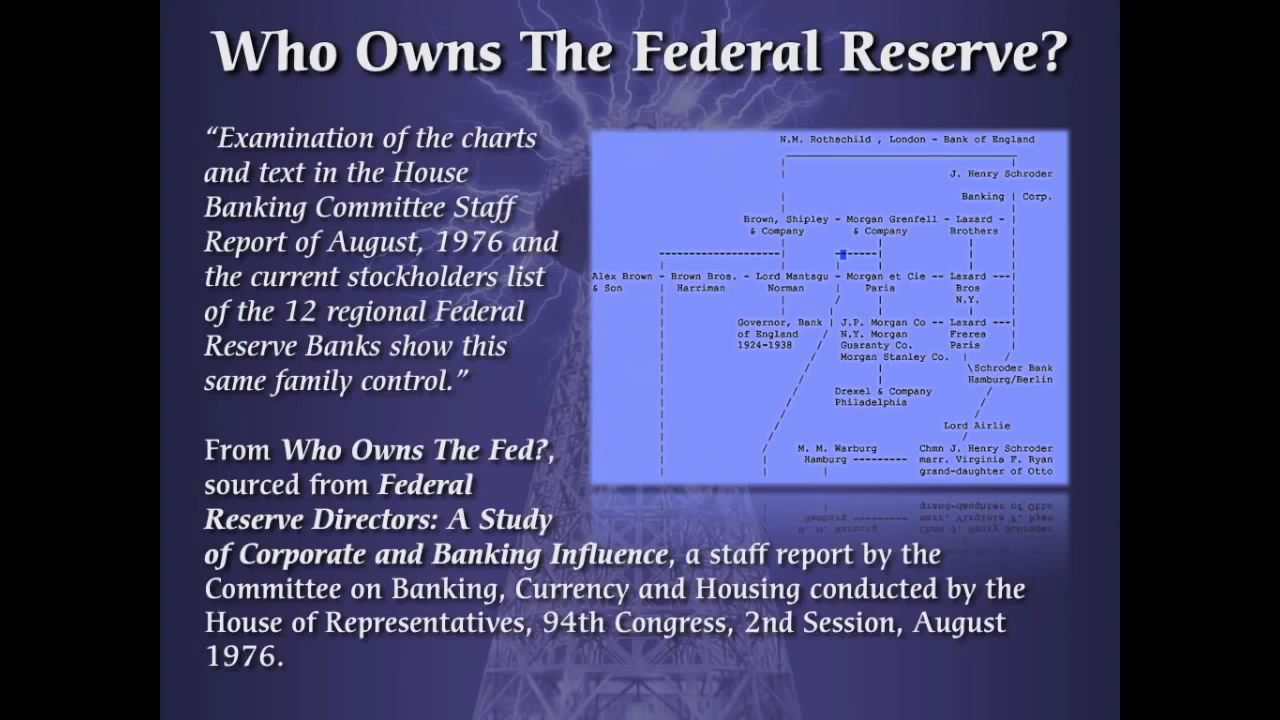 Who Owns The Federal Reserve?
“Examination of the charts
and text in the House
Banking Committee Staff
Report of August, 1976 and
the current stockholders list
of the 12 regional Federal
Reserve Banks show this
same family control.”
From Who Owns The Fed?,
sourced from Federal
Reserve Directors: A Study
of Corporate and Banking Influence, a staff report by the
Committee on Banking, Currency and Housing conducted by the
House of Representatives, 94th Congress, 2nd Session, August
1976.
N.M. Rothschild , London - Bank of England
J. Henry Schroder
Banking | Corp.
Brown, Shipley - Morgan Grenfell - Lazard -
& Company & Company Brothers
Alex Brown - Brown Bros. - Lord Mantagu - Morgan et Cie -- Lazard ---|
& Son Harriman Norman Paris Bros
N.Y.
Governor, Bank | J.P. Morgan Co -- Lazard ---|
of England N.Y. Morgan Freres
1924-1938 Guaranty Co. Paris
Morgan Stanley Co.
Schroder Bank
Hamburg/Berlin
Drexel & Company
Philadelphia
Lord Airlie
M. M. Warburg Chmn J. Henry Schroder
Hamburg --------- marr. Virginia F. Ryan
grand-daughter of Otto